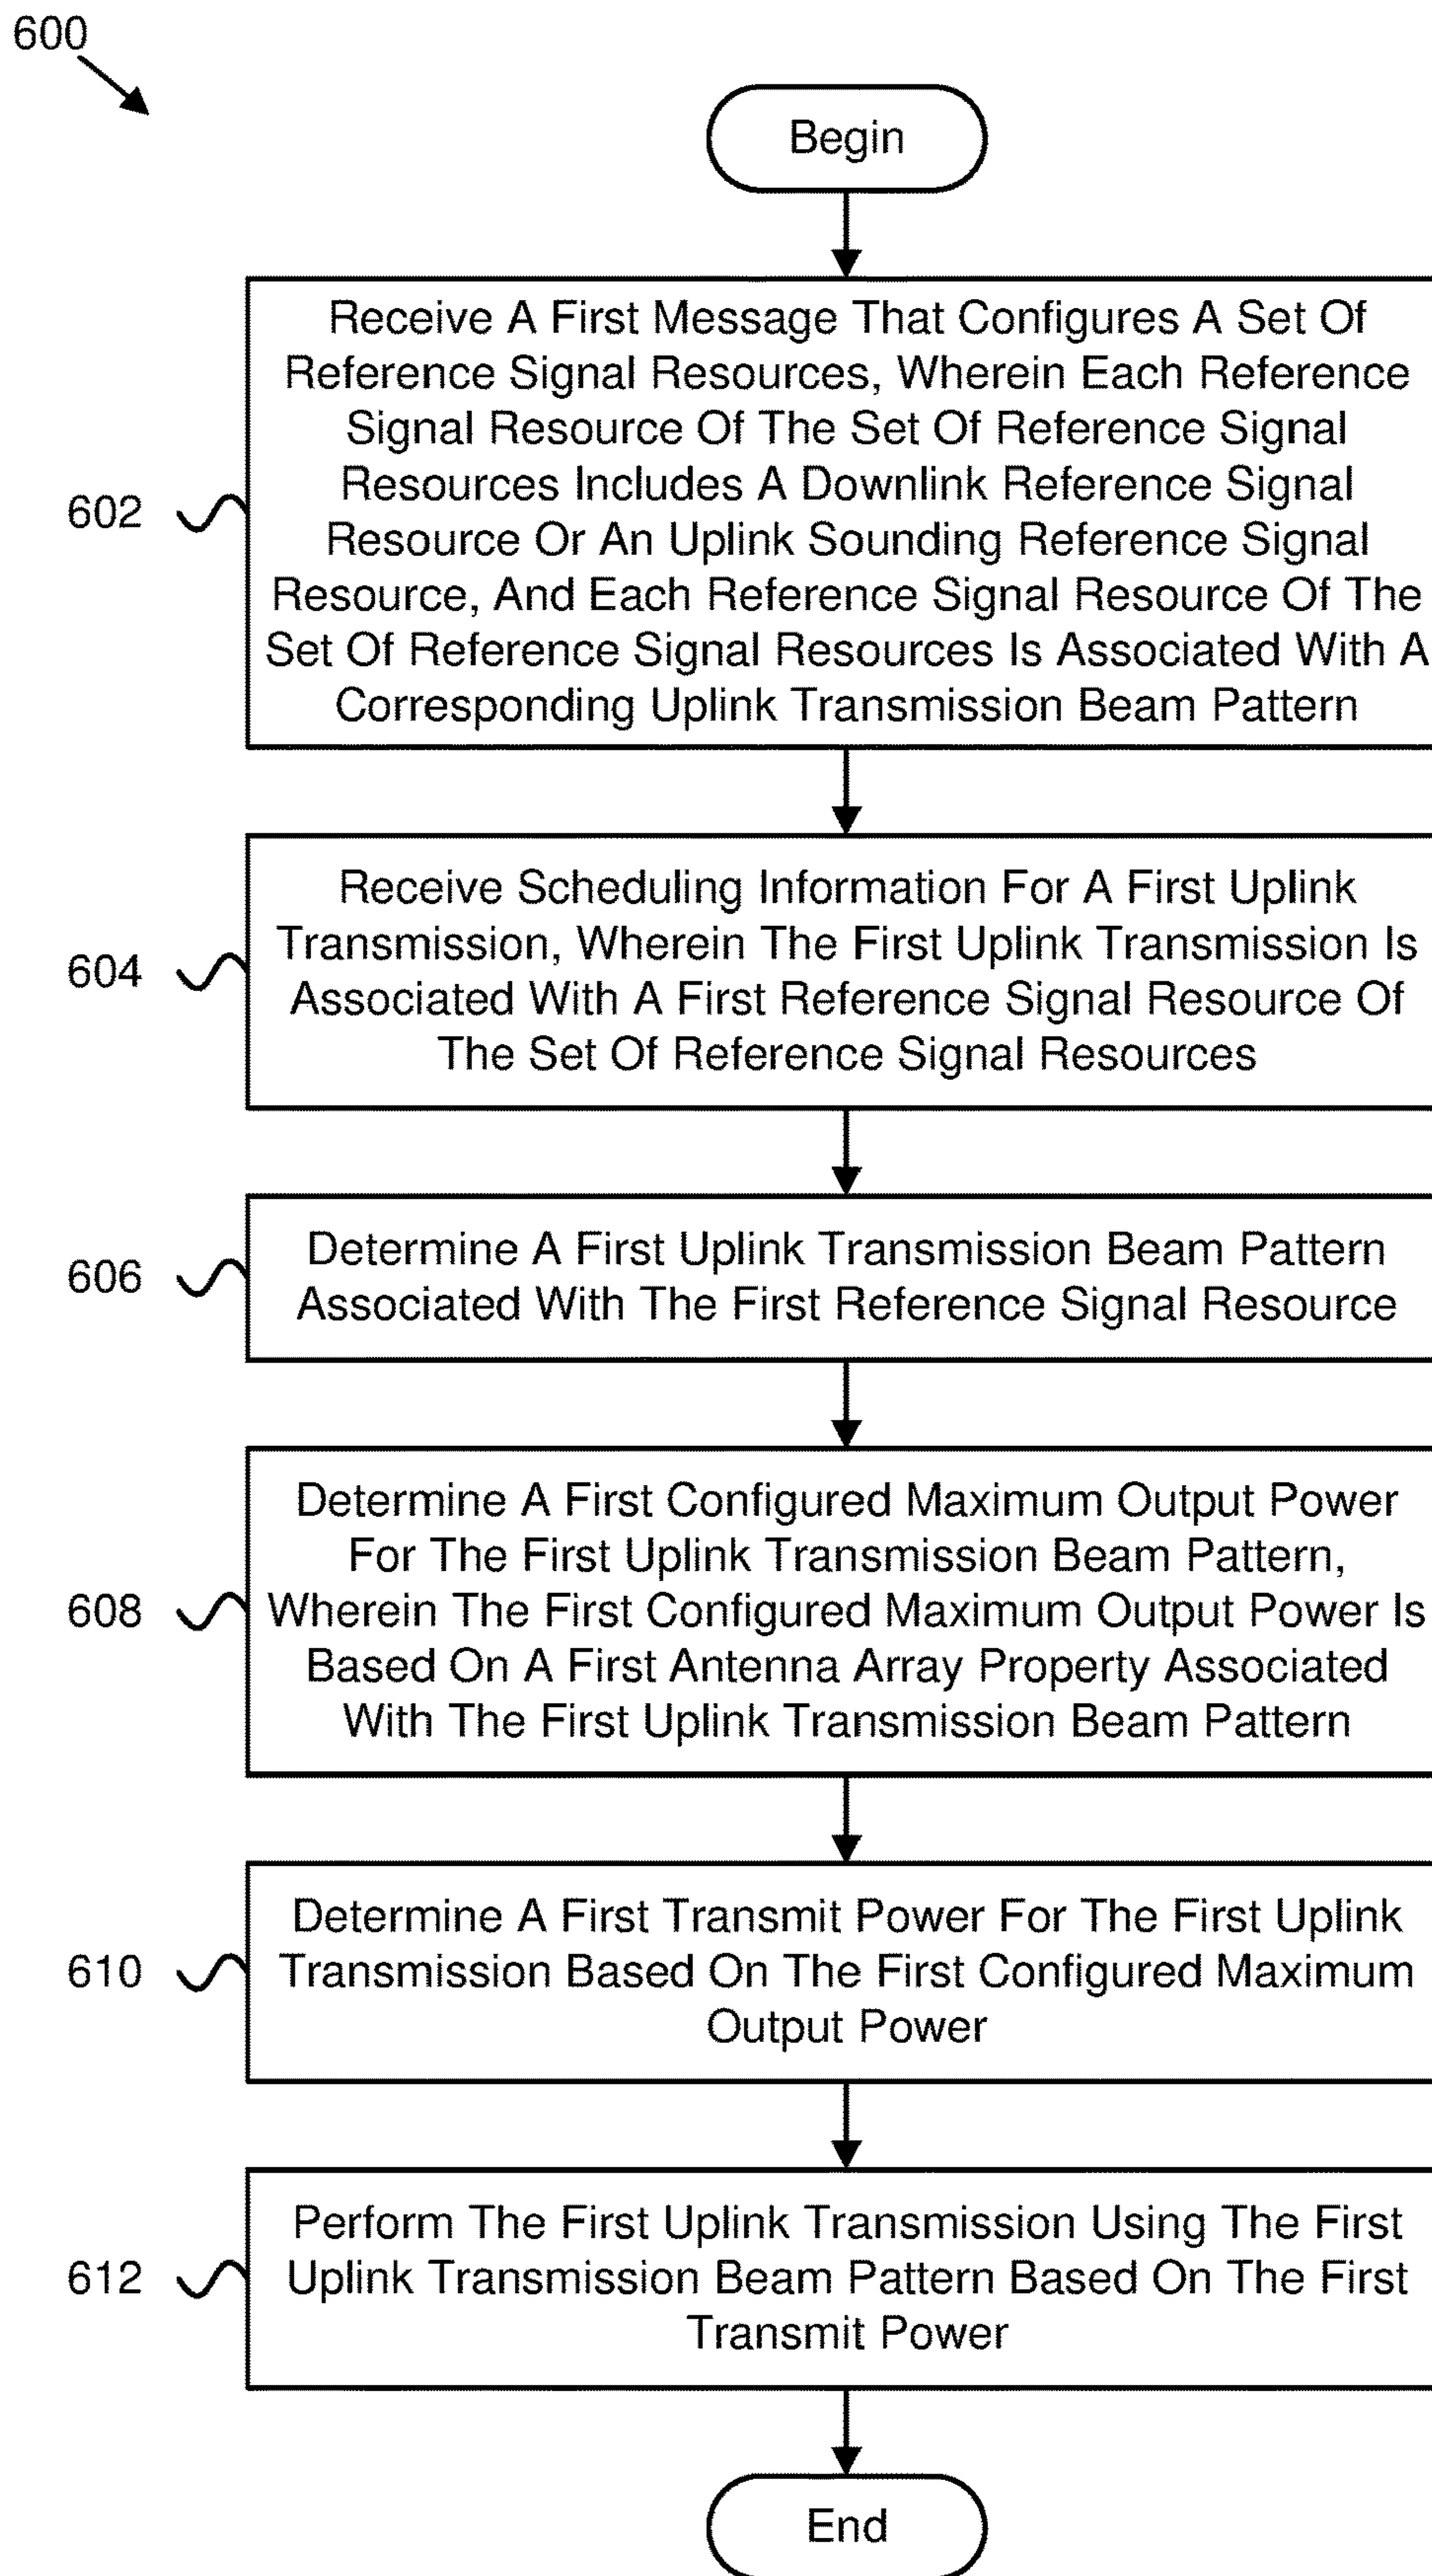 600
Begin
Receive A First Message That Configures A Set Of
Reference Signal Resources, Wherein Each Reference
Signal Resource Of The Set Of Reference Signal
Resources Includes A Downlink Reference Signal
Resource Or An Uplink Sounding Reference Signal
Resource, And Each Reference Signal Resource Of The
Set Of Reference Signal Resources Is Associated With A
Corresponding Uplink Transmission Beam Pattern
602
Receive Scheduling Information For A First Uplink
Transmission, Wherein The First Uplink Transmission Is
Associated With A First Reference Signal Resource Of
The Set Of Reference Signal Resources
604
Determine A First Uplink Transmission Beam Pattern
Associated With The First Reference Signal Resource
606
Determine A First Configured Maximum Output Power
For The First Uplink Transmission Beam Pattern,
Wherein The First Configured Maximum Output Power Is
Based On A First Antenna Array Property Associated
With The First Uplink Transmission Beam Pattern
608
Determine A First Transmit Power For The First Uplink
Transmission Based On The First Configured Maximum
Output Power
610
Perform The First Uplink Transmission Using The First
Uplink Transmission Beam Pattern Based On The First
Transmit Power
612
End